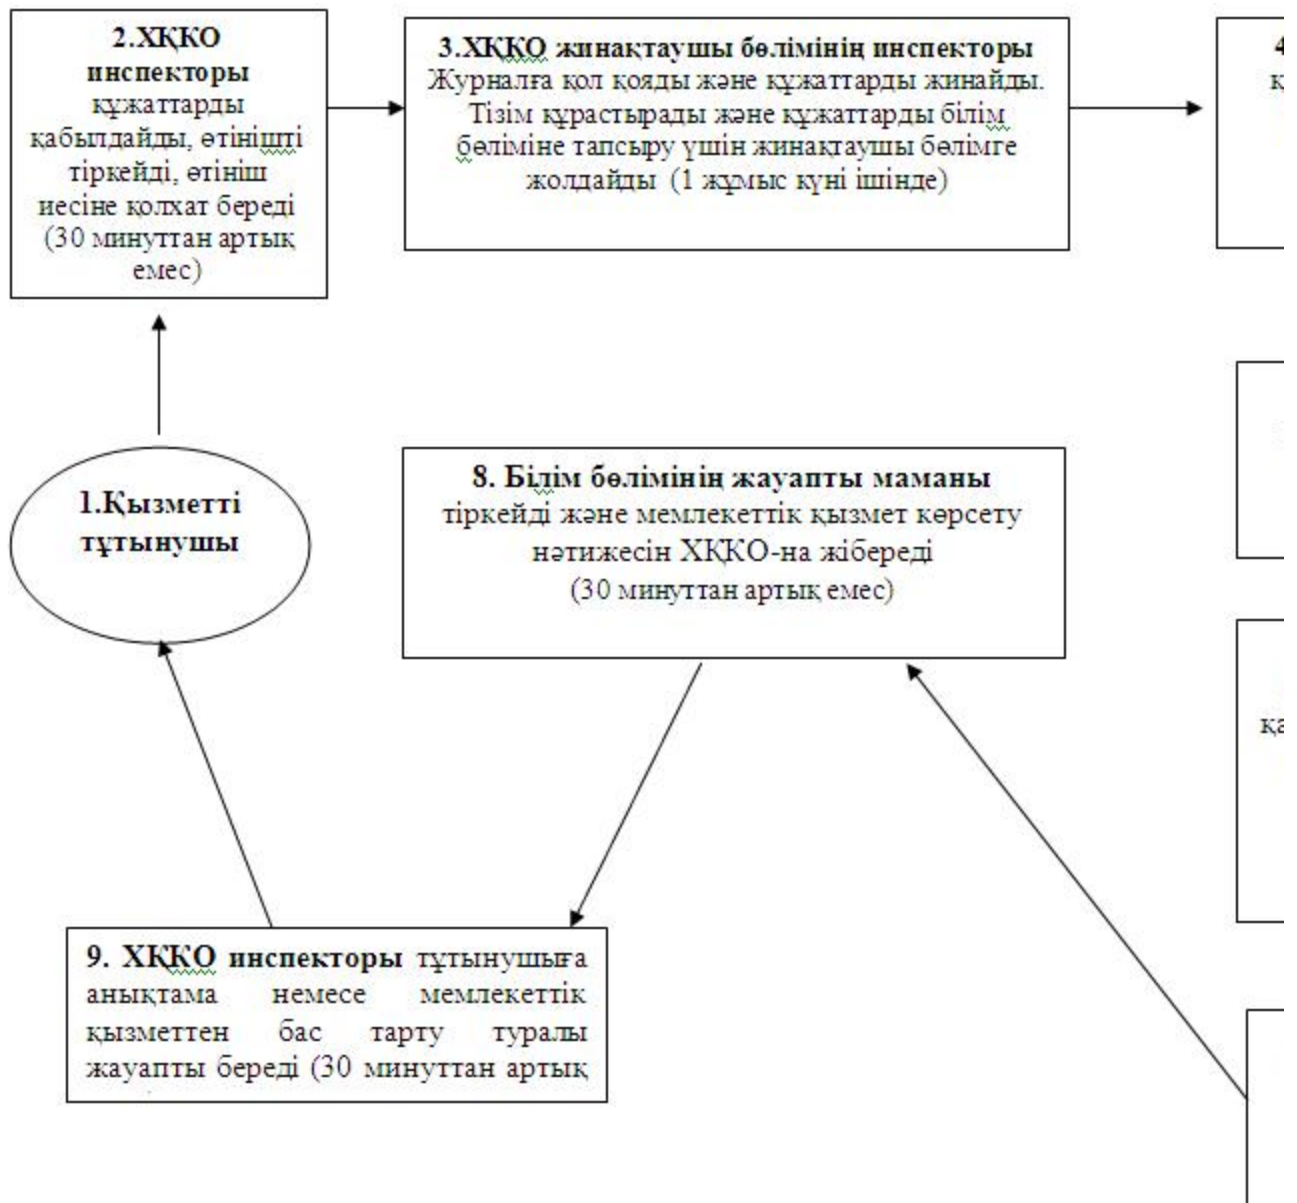 2.ХҚКО
инспекторы
құжаттарды
қабылдайды, өтінішті
тіркейді, өтініш
иесіне қолхат береді
(30 минуттан артық
емес)
3.ХҚКО жинақтаушы бөлімінің инспекторы
Журналға қол қояды және құжаттарды жинайды.
Тізім құрастырады және құжаттарды білім
бөліміне тапсыру үшін жинақтаушы бөлімге
жолдайды (1 жұмыс күні ішінде)
4
қ
1.Қызметті
тұтынушы
8. Білім бөлімінің жауапты маманы
тіркейді және мемлекеттік қызмет көрсету
нәтижесін ХҚКО-на жібереді
(30 минуттан артық емес)
қа
9. ХҚКО инспекторы тұтынушыға
анықтама немесе мемлекеттік
қызметтен бас тарту туралы
жауапты береді (30 минуттан артық